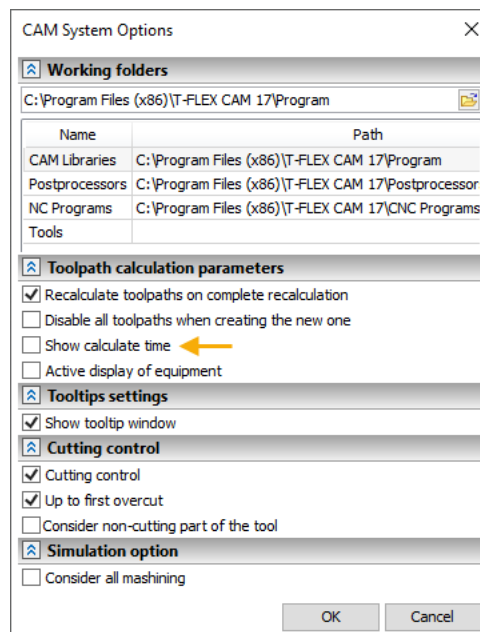 CAM System Options
Working folders
C:\Program Files (x86)\T-FLEX CAM 17\Program
Name Path
CAM Libraries C:\Program Files (x86)\T-FLEX CAM 17\Program
Postprocessors C:\Program Files (x86)\T-FLEX CAM 17\Postprocessor
NC Programs C:\Program Files (x86)\T-FLEX CAM 17\CNC Programs
Tools
Toolpath calculation parameters
Recalculate toolpaths on complete recalculation
Disable all toolpaths when creating the new one
Show calculate time
Active display of equipment
Tooltips settings
Show tooltip window
Cutting control
Cutting control
Up to first overcut
Consider non-cutting part of the tool
Simulation option
Consider all mashining
OK Cancel